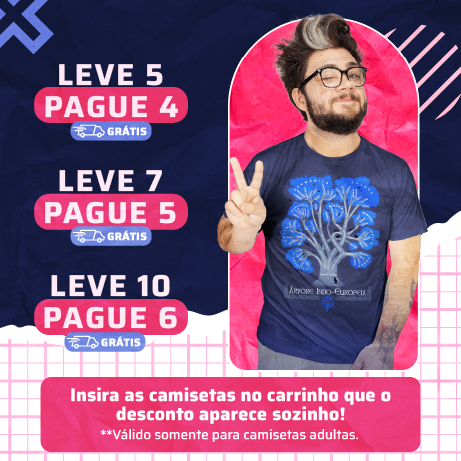 LEVE 5
PAGUE 4
GRÁTIS
LEVE 7
PAGUE 5
GRÁTIS
LEVE 10
PAGUE 6
GRÁTIS
ÁRVORE INDO-EUROPEIA
Insira as camisetas no carrinho que o
desconto aparece sozinho!
**Válido somente para camisetas adultas.